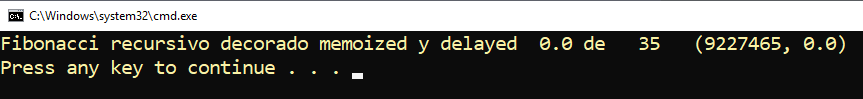 C:\Windows\system32\cmd.exe
Fibonacci recursivo decorado memoized y delayed  0.0 de   35   (9227465, 0.0)
Press any key to continue . . .